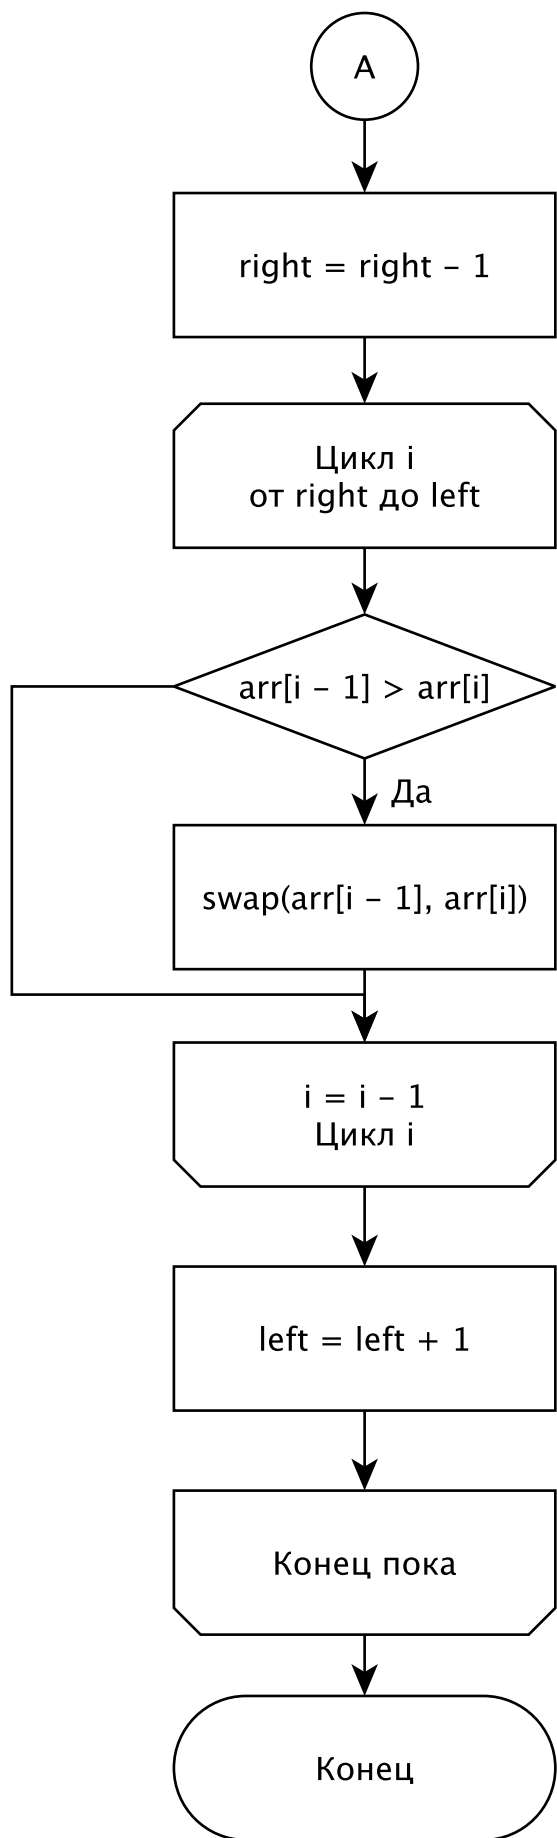 А
right = right – 1
Цикл i
от right до left
arr[i – 1] > arr[i]
Да
swap(arr[i – 1], arr[i])
i = i – 1
Цикл i
left = left + 1
Конец пока
Конец